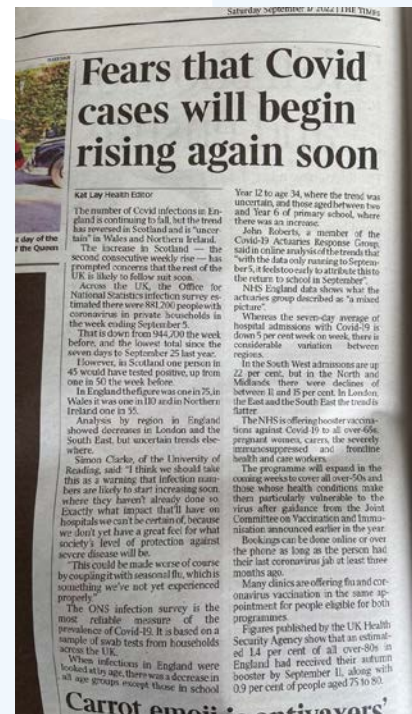 Saturday September 17 2022 | THE TIMES
Fears that Covid
cases will begin
rising again soon
t day of the
f the Queen
Kat Lay Health Editor
The number of Covid infections in En-
gland is continuing to fall, but the trend
has reversed in Scotland and is "uncer-
tain" in Wales and Northern Ireland.
The increase in Scotland — the
second consecutive weekly rise — has
prompted concerns that the rest of the
UK is likely to follow suit soon.
Across the UK, the Office for
National Statistics infection survey es-
timated there were 881,200 people with
coronavirus in private households in
the week ending September 5.
That is down from 944,700 the week
before, and the lowest total since the
seven days to September 25 last year.
However, in Scotland one person in
45 would have tested positive, up from
one in 50 the week before.
In England the figure was one in 75, in
Wales it was one in 110 and in Northern
Ireland one in 55.
Analysis by region in England
showed decreases in London and the
South East, but uncertain trends else-
where.
Simon Clarke, of the University of
Reading, said: "I think we should take
this as a warning that infection num-
bers are likely to start increasing soon,
where they haven't already done so.
Exactly what impact that'll have on
hospitals we can't be certain of, because
we don't yet have a great feel for what
society's level of protection against
severe disease will be.
"This could be made worse of course
by coupling it with seasonal flu, which is
something we've not yet experienced
properly."
The ONS infection survey is the
most reliable measure of the
prevalence of Covid-19. It is based on a
sample of swab tests from households
across the UK.
When infections in England were
looked at by age, there was a decrease in
all age groups except those in school
Year 12 to age 34, where the trend was
uncertain, and those aged between two
and Year 6 of primary school, where
there was an increase.
John Roberts, a member of the
Covid-19 Actuaries Response Group,
said in online analysis of the trends that
"with the data only running to Septem-
ber 5, it feels too early to attribute this to
the return to school in September".
NHS England data shows what the
actuaries group described as "a mixed
picture".
Whereas the seven-day average of
hospital admissions with Covid-19 is
down 5 per cent week on week, there is
considerable variation between
regions.
In the South West admissions are up
22 per cent, but in the North and
Midlands there were declines of
between 11 and 15 per cent. In London,
the East and the South East the trend is
flatter.
The NHS is offering booster vaccina-
tions against Covid-19 to all over-65s,
pregnant women, carers, the severely
immunosuppressed and frontline
health and care workers.
The programme will expand in the
coming weeks to cover all over-50s and
those whose health conditions make
them particularly vulnerable to the
virus after guidance from the Joint
Committee on Vaccination and Immu-
nisation announced earlier in the year.
Bookings can be done online or over
the phone as long as the person had
their last coronavirus jab at least three
months ago.
Many clinics are offering flu and cor-
onavirus vaccination in the same ap-
pointment for people eligible for both
programmes.
Figures published by the UK Health
Security Agency show that an estimat-
ed 1.4 per cent of all over-80s in
England had received their autumn
booster by September 11, along with
0.9 per cent of people aged 75 to 80.
Carrot emoji